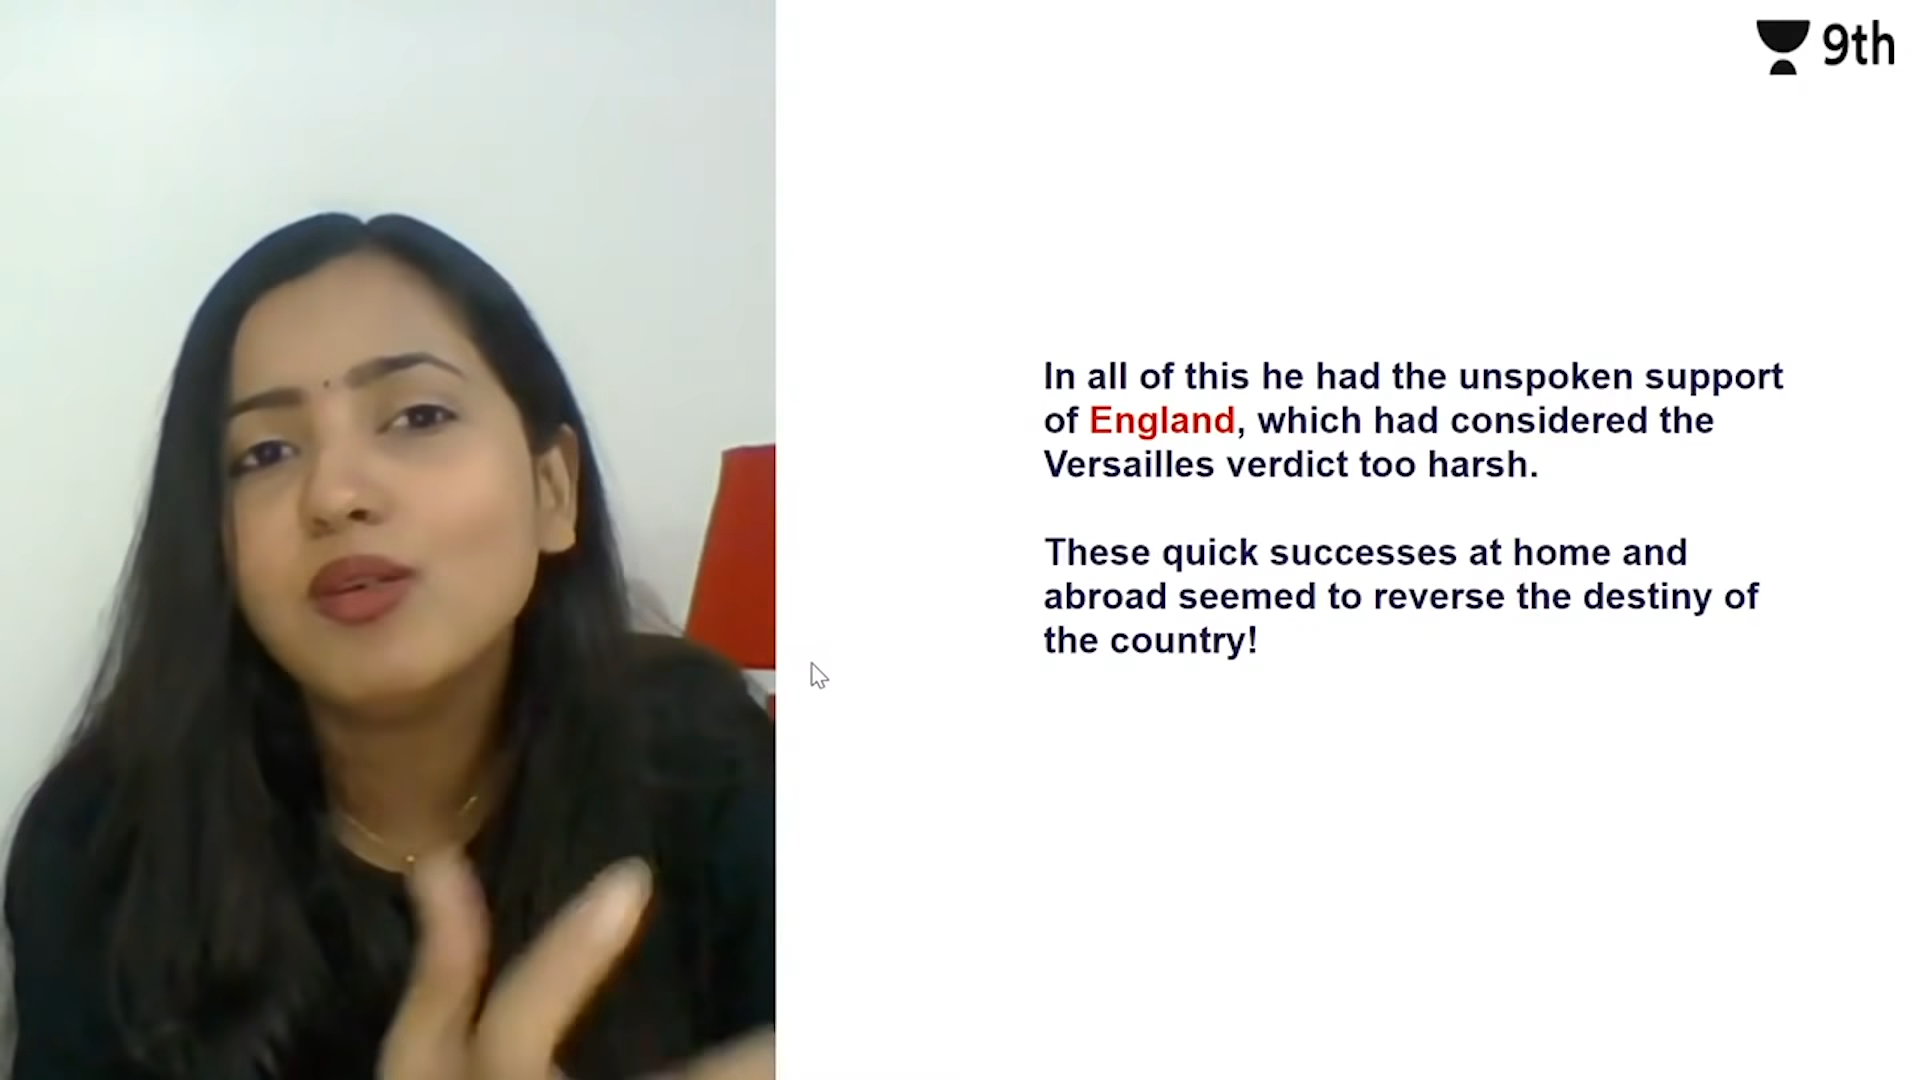 9th
In all of this he had the unspoken support
of England, which had considered the
Versailles verdict too harsh.
These quick successes at home and
abroad seemed to reverse the destiny of
the country!